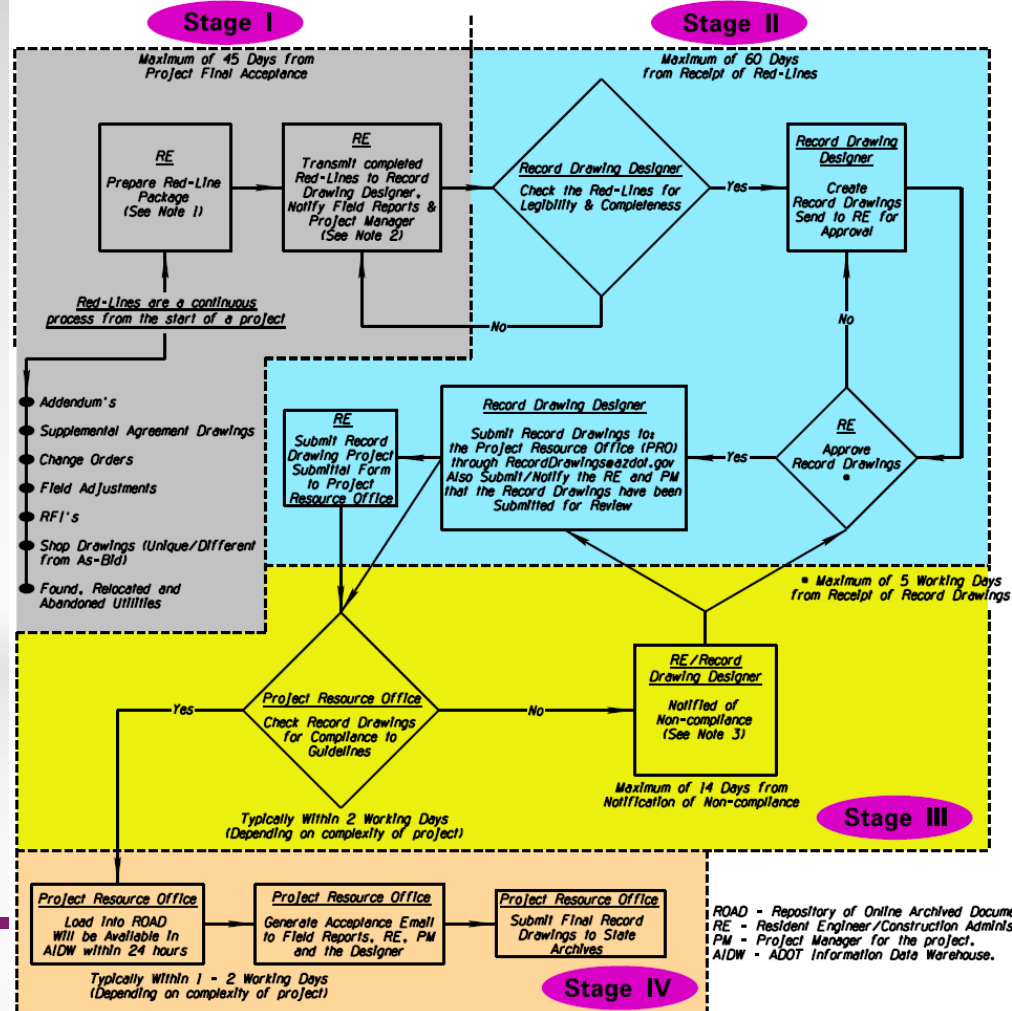 Stage I
Stage II
Maximum of 45 Days from
Project Final Acceptance
Maximum of 60 Days
from Receipt of Red-Lines
RE
Prepare Red-Line
Package
(See Note 1)
RE
Transmit completed
Red-Lines to Record
Drawing Designer.
Notify Field Reports &
Project Manager
(See Note 2)
Record Drawing Designer
Check the Red-Lines for
Legibility & Completeness
Yes
Record Drawing
Designer
Create
Record Drawings
Send to RE for
Approval
No
No
Red-Lines are a continuous
process from the start of a project
Addendum's
Supplemental Agreement Drawings
Change Orders
Field Adjustments
RFI's
Shop Drawings (Unique/Different
from As-Bid)
Found, Relocated and
Abandoned Utilities
RE
Submit Record
Drawing Project
Submittal Form
to Project
Resource Office
Record Drawing Designer
Submit Record Drawings to:
the Project Resource Office (PRO)
through RecordDrawings@azdot.gov
Also Submit/Notify the RE and PM
that the Record Drawings have been
Submitted for Review
Yes
RE
Approve
Record Drawings
*
* Maximum of 5 Working Days
from Receipt of Record Drawings
Project Resource Office
Check Record Drawings
for Compliance to
Guidelines
Yes
No
RE/Record
Drawing Designer
Notified of
Non-compliance
(See Note 3)
Maximum of 14 Days from
Notification of Non-compliance
Typically Within 2 Working Days
(Depending on complexity of project)
Stage III
Project Resource Office
Load into ROAD
Will be Available in
AIDW within 24 hours
Project Resource Office
Generate Acceptance Email
to Field Reports, RE, PM
and the Designer
Project Resource Office
Submit Final Record
Drawings to State
Archives
Typically Within 1 - 2 Working Days
(Depending on complexity of project)
Stage IV
ROAD - Repository of Online Archived Docume
RE - Resident Engineer/Construction Adminis
PM - Project Manager for the project.
AIDW - ADOT Information Data Warehouse.